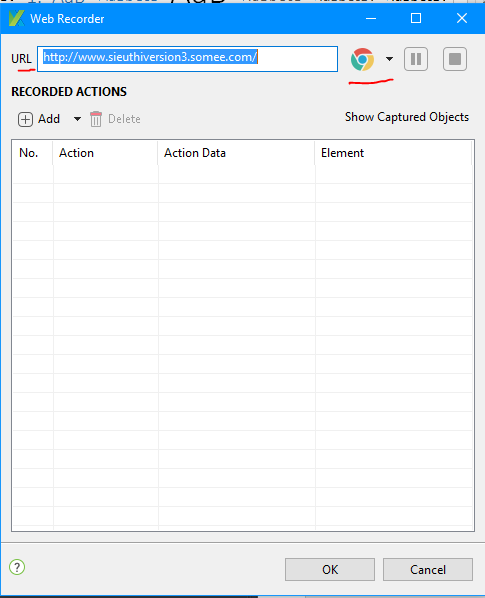 Web Recorder
URL http://www.sieuthiversion3.somee.com/
RECORDED ACTIONS
Add Delete Show Captured Objects
No. Action Action Data Element
?
OK Cancel